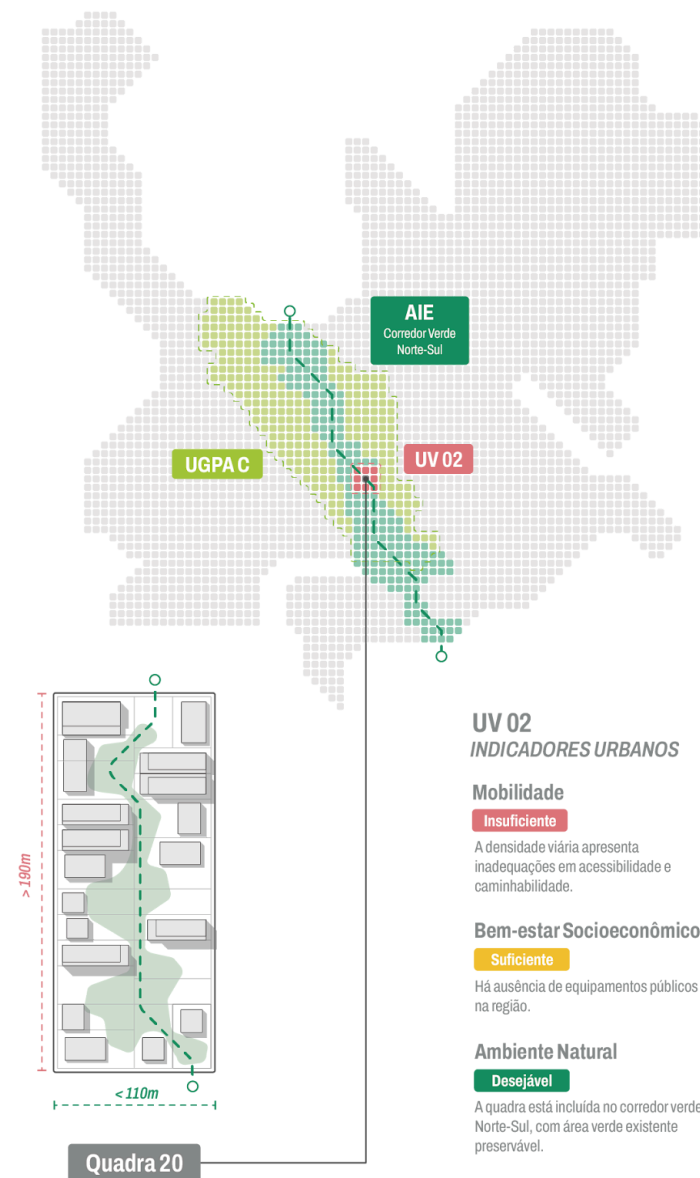 AIE
Corredor Verde
Norte-Sul
UGPA C
UV 02
> 190m
< 110m
Quadra 20
UV 02
INDICADORES URBANOS
Mobilidade
Insuficiente
A densidade viária apresenta
inadequações em acessibilidade e
caminhabilidade.
Bem-estar Socioeconômico
Suficiente
Há ausência de equipamentos públicos
na região.
Ambiente Natural
Desejável
A quadra está incluída no corredor verde
Norte-Sul, com área verde existente
preservável.